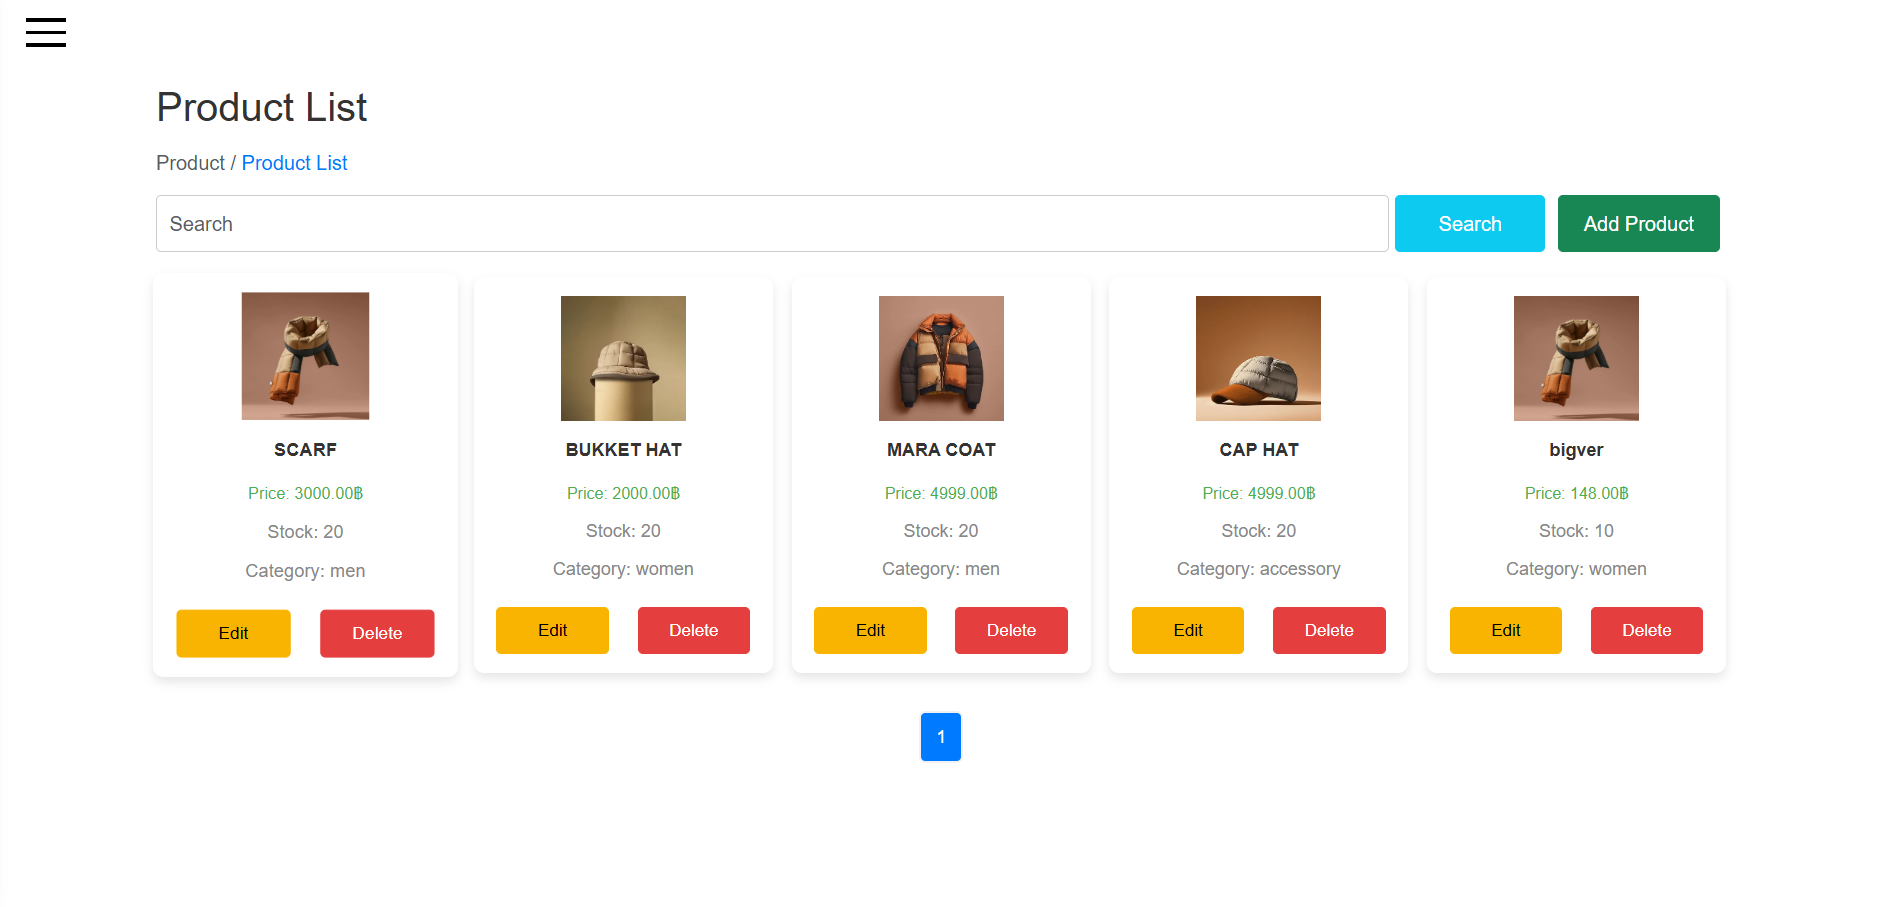 Product List
Product / Product List
Search
Search
Add Product
SCARF
Price: 3000.00฿
Stock: 20
Category: men
Edit
Delete
BUKKET HAT
Price: 2000.00฿
Stock: 20
Category: women
Edit
Delete
MARA COAT
Price: 4999.00฿
Stock: 20
Category: men
Edit
Delete
CAP HAT
Price: 4999.00฿
Stock: 20
Category: accessory
Edit
Delete
bigver
Price: 148.00฿
Stock: 10
Category: women
Edit
Delete
1